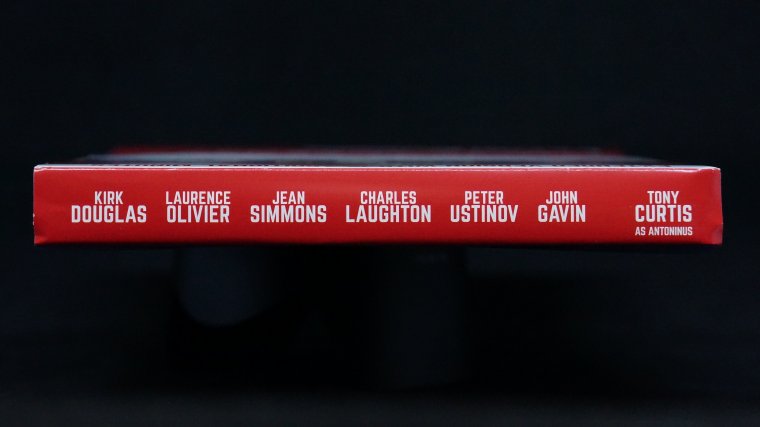 KIRK DOUGLAS
LAURENCE OLIVIER
JEAN SIMMONS
CHARLES LAUGHTON
PETER USTINOV
JOHN GAVIN
TONY CURTIS
AS ANTONINUS